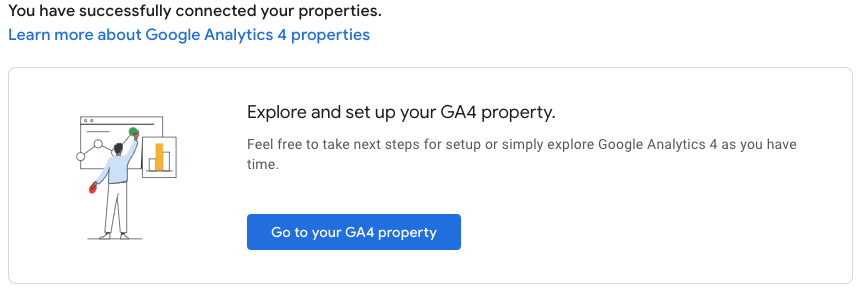 You have successfully connected your properties.
Learn more about Google Analytics 4 properties
Explore and set up your GA4 property.
Feel free to take next steps for setup or simply explore Google Analytics 4 as you have
time.
Go to your GA4 property